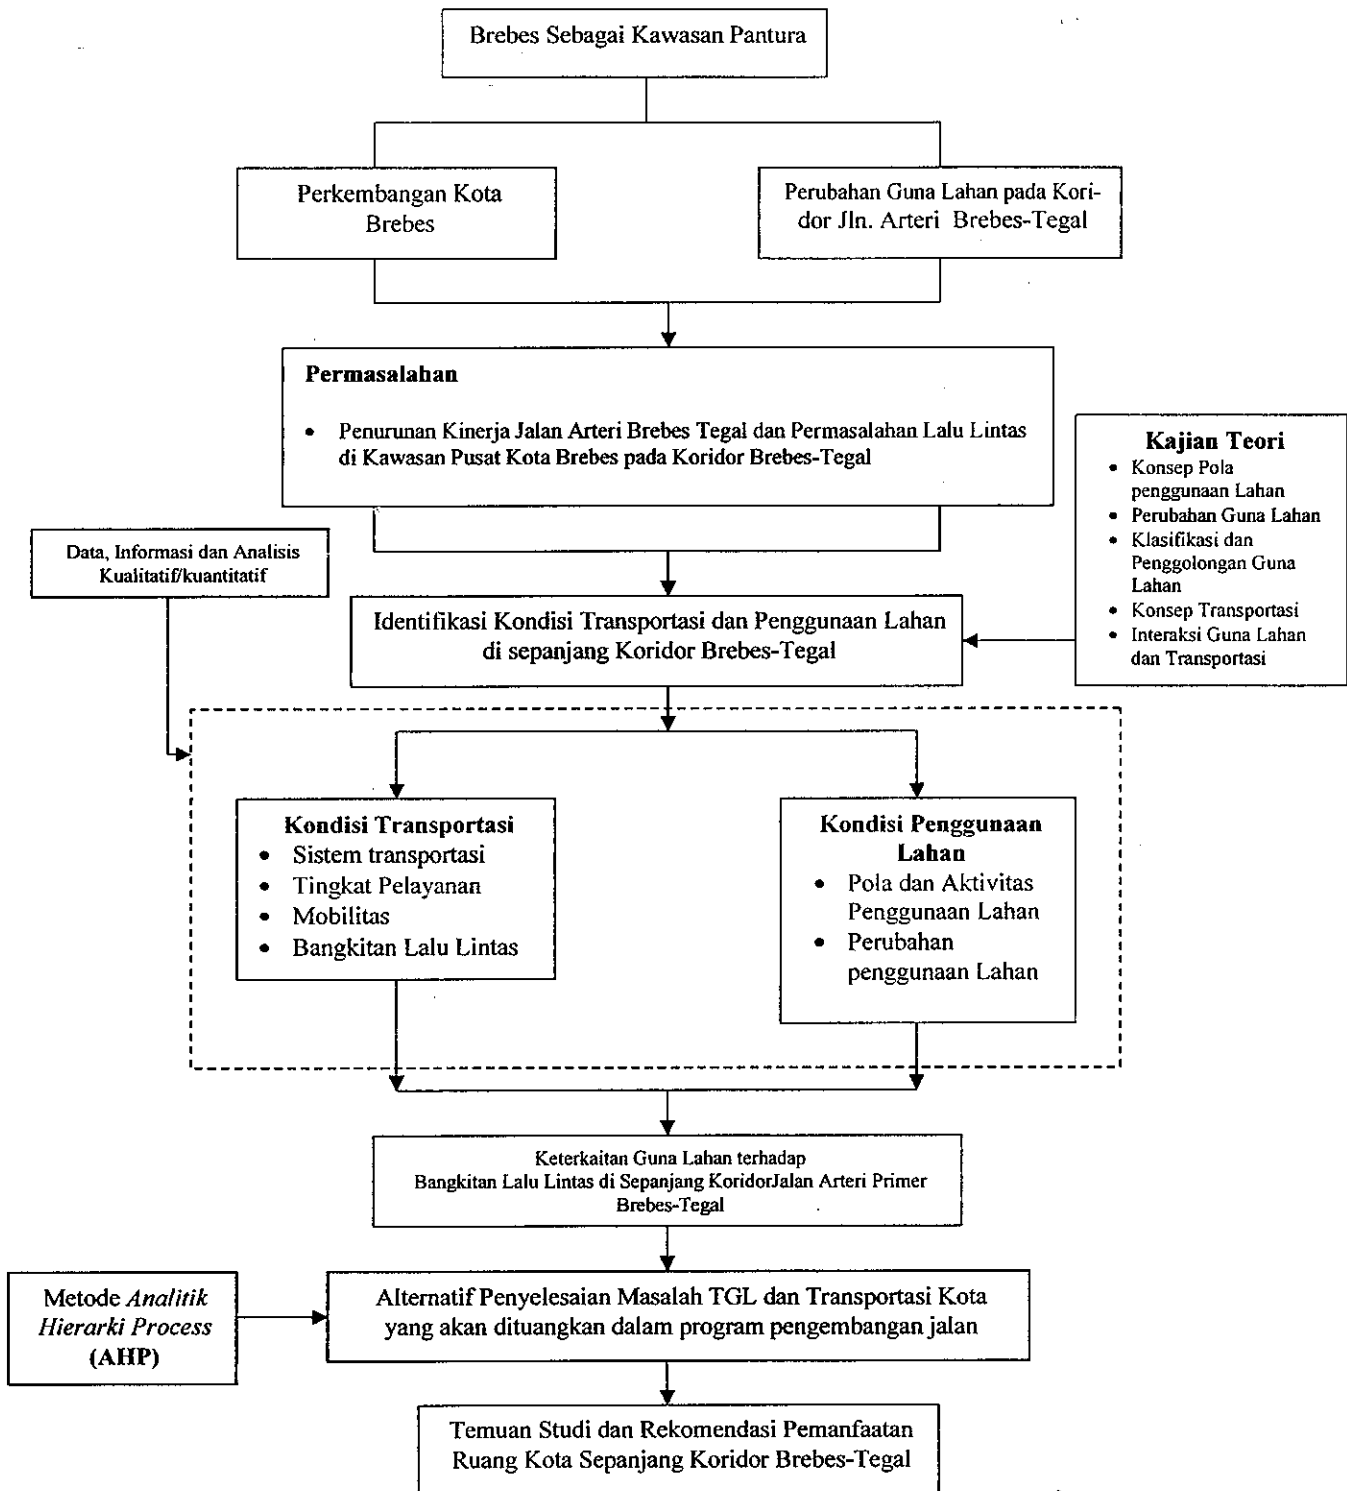 Brebes Sebagai Kawasan Pantura
Perkembangan Kota
Brebes
Perubahan Guna Lahan pada Kori-
dor Jln. Arteri Brebes-Tegal
Permasalahan
• Penurunan Kinerja Jalan Arteri Brebes Tegal dan Permasalahan Lalu Lintas
di Kawasan Pusat Kota Brebes pada Koridor Brebes-Tegal
Kajian Teori
• Konsep Pola
penggunaan Lahan
• Perubahan Guna Lahan
• Klasifikasi dan
Penggolongan Guna
Lahan
• Konsep Transportasi
• Interaksi Guna Lahan
dan Transportasi
Data, Informasi dan Analisis
Kualitatif/kuantitatif
Identifikasi Kondisi Transportasi dan Penggunaan Lahan
di sepanjang Koridor Brebes-Tegal
Kondisi Transportasi
• Sistem transportasi
• Tingkat Pelayanan
• Mobilitas
• Bangkitan Lalu Lintas
Kondisi Penggunaan
Lahan
• Pola dan Aktivitas
Penggunaan Lahan
• Perubahan
penggunaan Lahan
Keterkaitan Guna Lahan terhadap
Bangkitan Lalu Lintas di Sepanjang KoridorJalan Arteri Primer
Brebes-Tegal
Metode Analitik
Hierarki Process
(AHP)
Alternatif Penyelesaian Masalah TGL dan Transportasi Kota
yang akan dituangkan dalam program pengembangan jalan
Temuan Studi dan Rekomendasi Pemanfaatan
Ruang Kota Sepanjang Koridor Brebes-Tegal